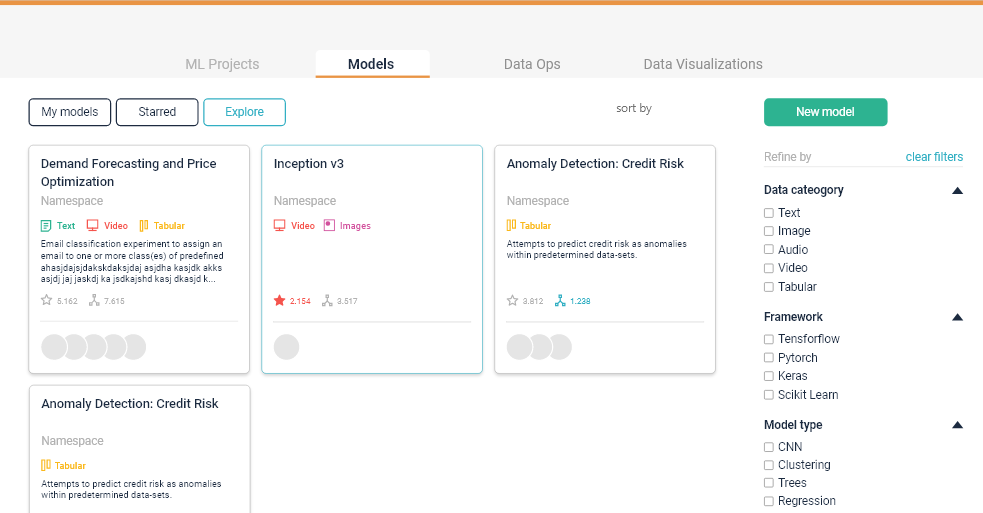 ML Projects
Models
Data Ops
Data Visualizations
My models
Starred
Explore
sort by
New model
Demand Forecasting and Price
Optimization
Namespace
Text Video Tabular
Email classification experiment to assign an
email to one or more class(es) of predefined
ahasjdajsjdakskdaksjdaj asjdha kasjdk akks
asjdj jaj jaskdj ka jsdkajshd kasj dkasjd k...
5.162 7.615
Inception v3
Namespace
Video Images
2.154 3.517
Anomaly Detection: Credit Risk
Namespace
Tabular
Attempts to predict credit risk as anomalies
within predetermined data-sets.
3.812 1.238
Anomaly Detection: Credit Risk
Namespace
Tabular
Attempts to predict credit risk as anomalies
within predetermined data-sets.
Refine by clear filters
Data cateogory
Text
Image
Audio
Video
Tabular
Framework
Tensforflow
Pytorch
Keras
Scikit Learn
Model type
CNN
Clustering
Trees
Regression